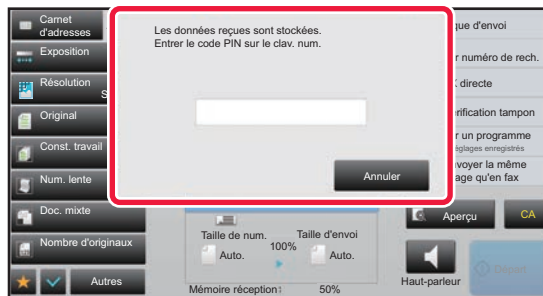 Carnet
d'adresses
Exposition
Résolution
S
Original
Const. travail
Num. lente
Doc. mixte
Nombre d'originaux
Autres
Les données reçues sont stockées.
Entrer le code PIN sur le clav. num.
Annuler
que d'envoi
r numéro de rech.
directe
rification tampon
r un programme
églages enregistrés
nvoyer la même
age qu'en fax
Taille de num.
Taille d'envoi
100%
Auto.
Auto.
Mémoire réception:
50%
Aperçu
CA
Haut-parleur
Départ